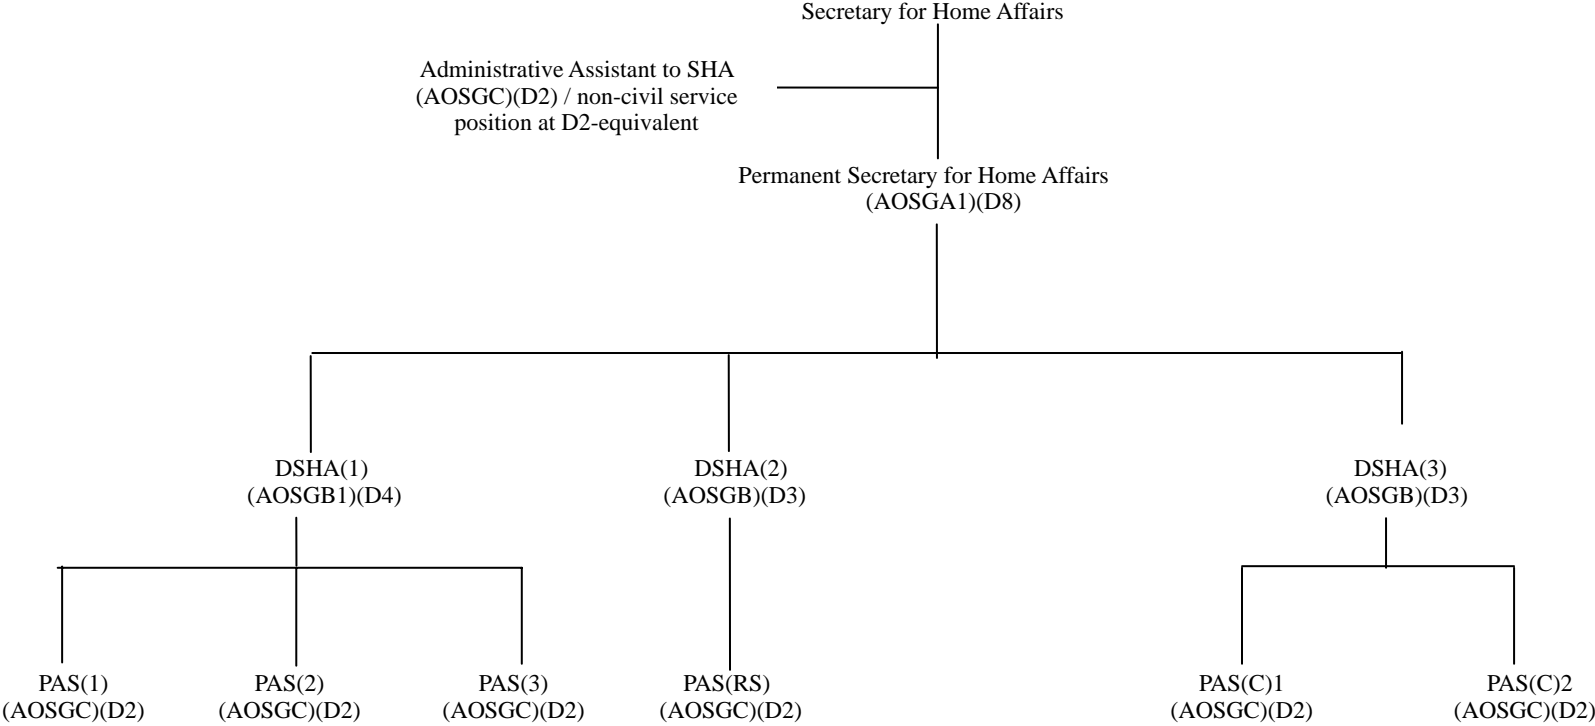 Secretary for Home Affairs
Administrative Assistant to SHA
(AOSGC)(D2) / non-civil service
position at D2-equivalent
Permanent Secretary for Home Affairs
(AOSGA1)(D8)
DSHA(1)
(AOSGB1)(D4)
DSHA(2)
(AOSGB)(D3)
DSHA(3)
(AOSGB)(D3)
PAS(1)
(AOSGC)(D2)
PAS(2)
(AOSGC)(D2)
PAS(3)
(AOSGC)(D2)
PAS(RS)
(AOSGC)(D2)
PAS(C)1
(AOSGC)(D2)
PAS(C)2
(AOSGC)(D2)